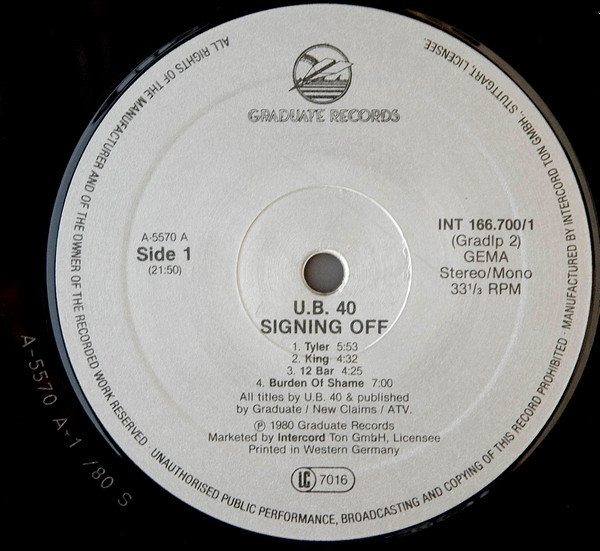 GRADUATE RECORDS
A-5570 A
Side 1
(21:50)
INT 166.700/1
(Gradlp 2)
GEMA
Stereo/Mono
33 1/3 RPM
U.B. 40
SIGNING OFF
1. Tyler 5:53
2. King 4:32
3. 12 Bar 4:25
4. Burden Of Shame 7:00
All titles by U.B. 40 & published
by Graduate / New Claims / ATV.
℗ 1980 Graduate Records
Marketed by Intercord Ton GmbH, Licensee
Printed in Western Germany
LC 7016
ALL RIGHTS OF THE MANUFACTURER AND OF THE OWNER OF THE RECORDED WORK RESERVED · UNAUTHORISED PUBLIC PERFORMANCE, BROADCASTING AND COPYING OF THIS RECORD PROHIBITED · MANUFACTURED BY INTERCORD TON GMBH., STUTTGART, LICENSEE.
A-5570 A-1 /80 S